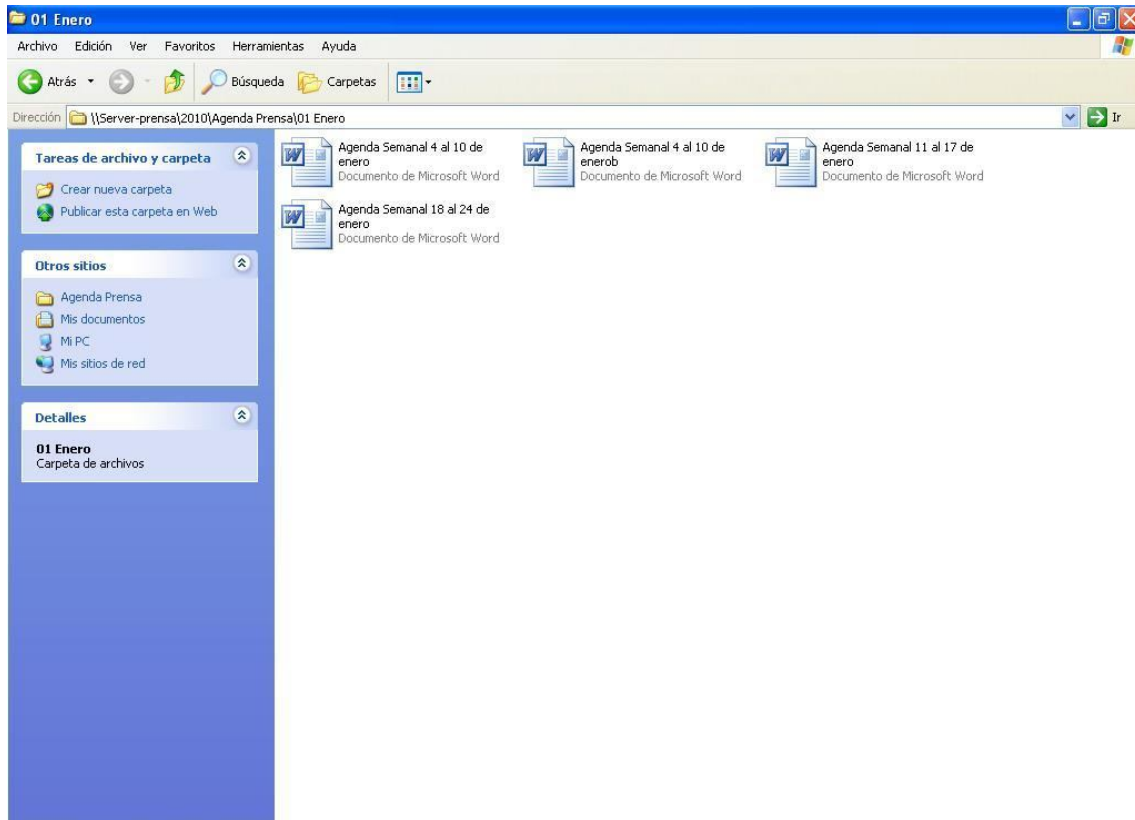 01 Enero
Archivo Edición Ver Favoritos Herramientas Ayuda
Atrás Búsqueda Carpetas
Dirección \\Server-prensa\2010\Agenda Prensa\01 Enero Ir
Tareas de archivo y carpeta
Crear nueva carpeta
Publicar esta carpeta en Web
Otros sitios
Agenda Prensa
Mis documentos
Mi PC
Mis sitios de red
Detalles
01 Enero
Carpeta de archivos
Agenda Semanal 4 al 10 de
enero
Documento de Microsoft Word
Agenda Semanal 4 al 10 de
enerob
Documento de Microsoft Word
Agenda Semanal 11 al 17 de
enero
Documento de Microsoft Word
Agenda Semanal 18 al 24 de
enero
Documento de Microsoft Word